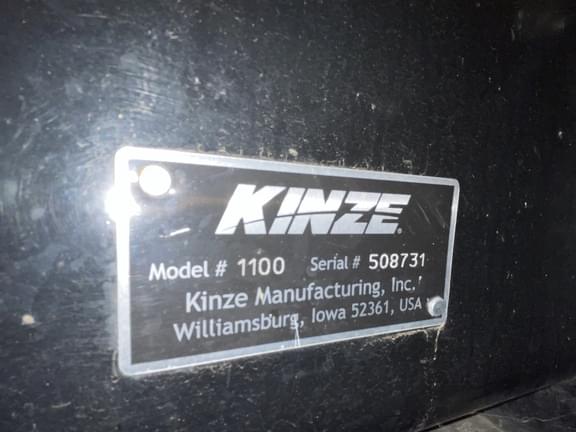 KINZE®
Model # 1100 Serial # 508731
Kinze Manufacturing, Inc.
Williamsburg, Iowa 52361, USA